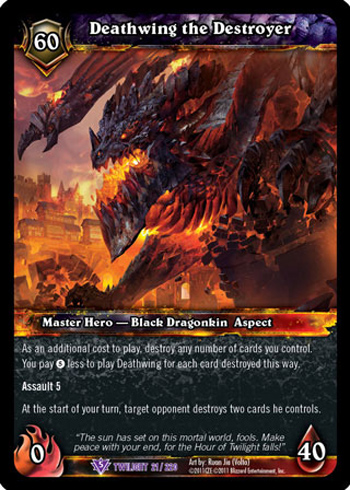 60
Deathwing the Destroyer
Master Hero — Black Dragonkin Aspect
As an additional cost to play, destroy any number of cards you control.
You pay 5 less to play Deathwing for each card destroyed this way.
Assault 5
At the start of your turn, target opponent destroys two cards he controls.
"The sun has set on this mortal world, fools. Make
peace with your end, for the Hour of Twilight falls!"
0
40
TWILIGHT 31/220
Art by: Ruan Jia (Volta)
©2011CZE ©2011 Blizzard Entertainment, Inc.